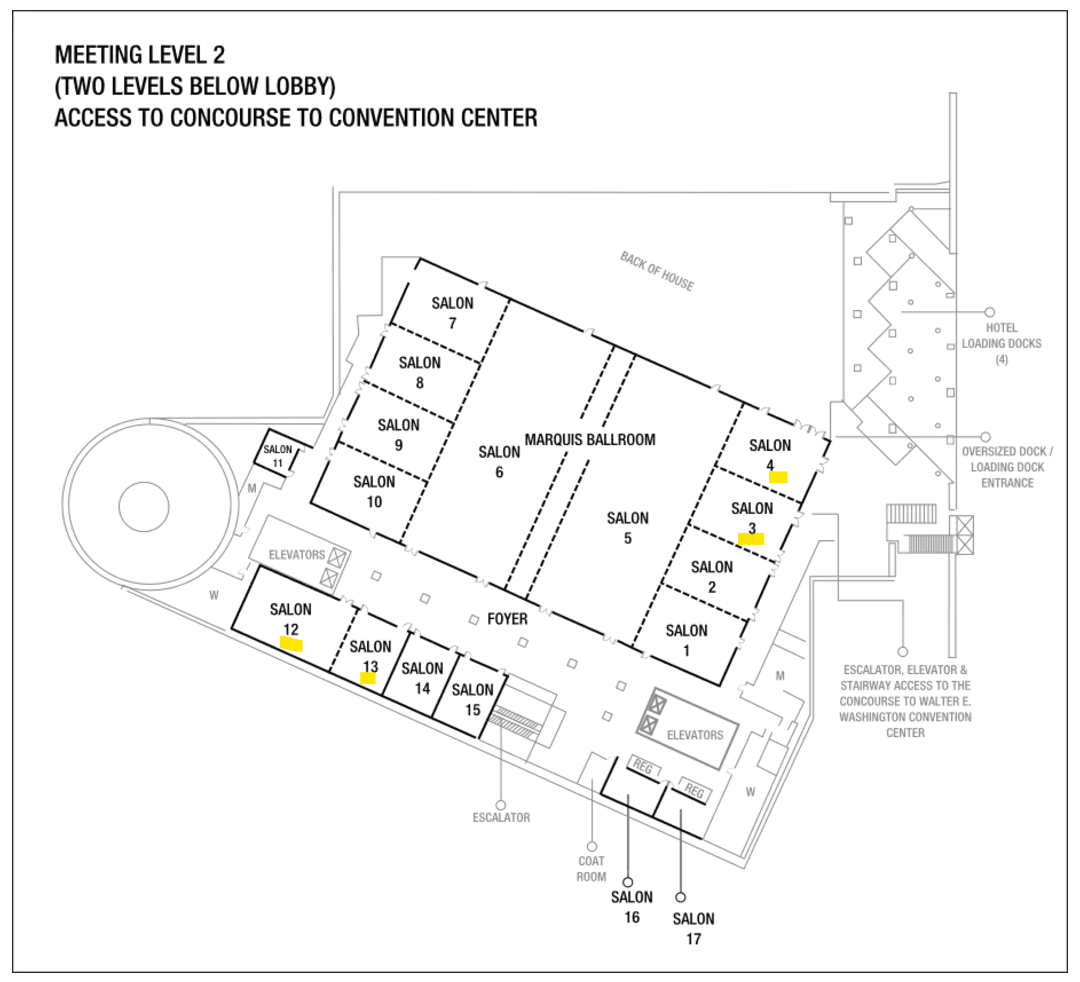 MEETING LEVEL 2
(TWO LEVELS BELOW LOBBY)
ACCESS TO CONCOURSE TO CONVENTION CENTER
BACK OF HOUSE
SALON
7
SALON
8
SALON
9
SALON
10
SALON
11
MARQUIS BALLROOM
SALON
6
SALON
5
SALON
4
SALON
3
SALON
2
SALON
1
HOTEL
LOADING DOCKS
(4)
OVERSIZED DOCK /
LOADING DOCK
ENTRANCE
M
ELEVATORS
W
FOYER
SALON
12
SALON
13
SALON
14
SALON
15
ESCALATOR, ELEVATOR &
STAIRWAY ACCESS TO THE
CONCOURSE TO WALTER E.
WASHINGTON CONVENTION
CENTER
M
ELEVATORS
REG
REG
W
ESCALATOR
COAT
ROOM
SALON
16
SALON
17